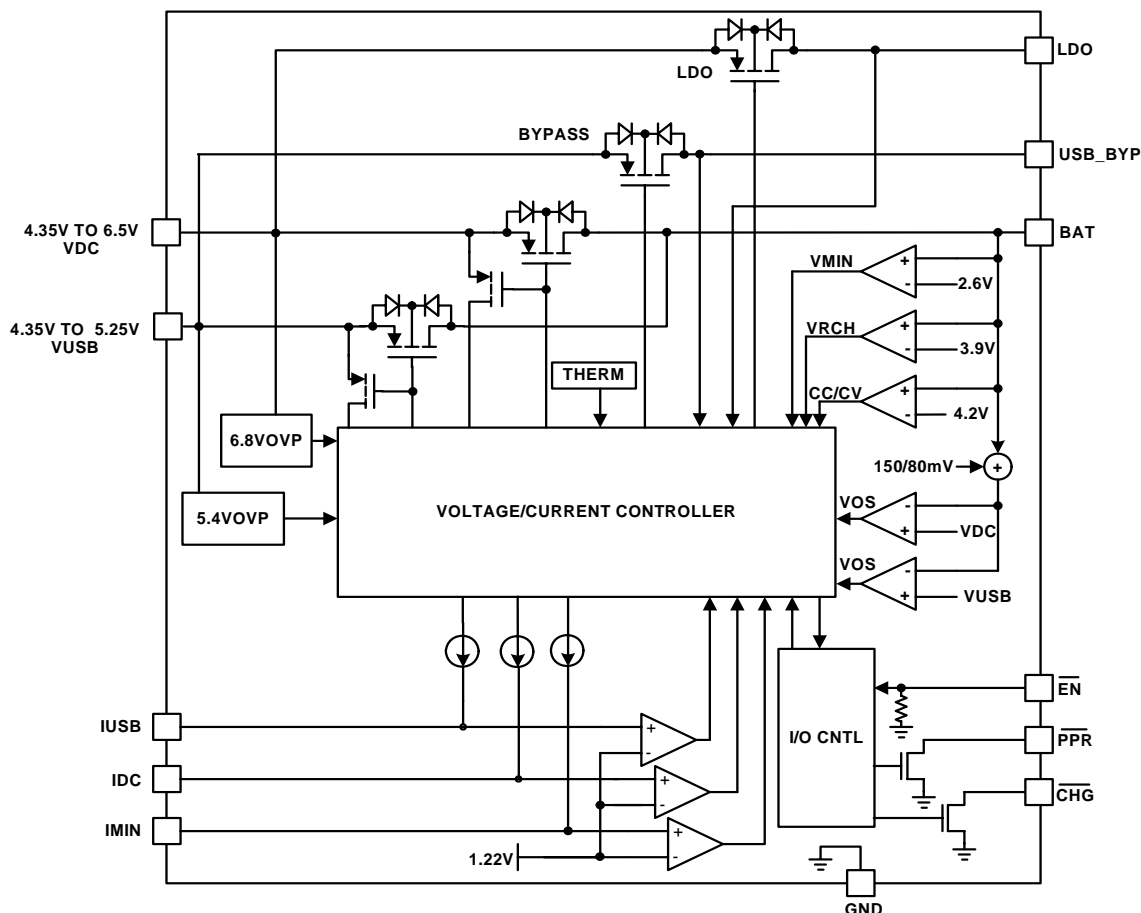 LDO
LDO
BYPASS
USB_BYP
4.35V TO 6.5V
VDC
BAT
VMIN
+
-
2.6V
4.35V TO 5.25V
VUSB
VRCH
+
-
3.9V
THERM
CC/CV
+
-
4.2V
6.8VOVP
150/80mV
+
5.4VOVP
VOLTAGE/CURRENT CONTROLLER
VOS
-
+
VDC
VOS
-
+
VUSB
EN
IUSB
+
-
I/O CNTL
PPR
IDC
+
-
CHG
IMIN
+
-
1.22V
GND